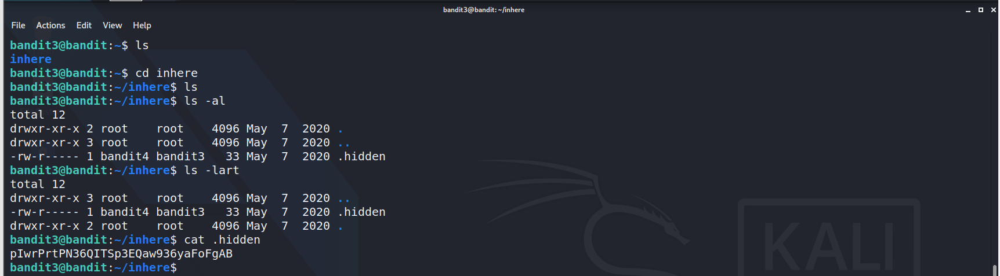 bandit3@bandit: ~/inhere
File Actions Edit View Help
bandit3@bandit:~$ ls
inhere
bandit3@bandit:~$ cd inhere
bandit3@bandit:~/inhere$ ls
bandit3@bandit:~/inhere$ ls -al
total 12
drwxr-xr-x 2 root    root    4096 May  7  2020 .
drwxr-xr-x 3 root    root    4096 May  7  2020 ..
-rw-r----- 1 bandit4 bandit3   33 May  7  2020 .hidden
bandit3@bandit:~/inhere$ ls -lart
total 12
drwxr-xr-x 3 root    root    4096 May  7  2020 ..
-rw-r----- 1 bandit4 bandit3   33 May  7  2020 .hidden
drwxr-xr-x 2 root    root    4096 May  7  2020 .
bandit3@bandit:~/inhere$ cat .hidden
pIwrPrtPN36QITSp3EQaw936yaFoFgAB
bandit3@bandit:~/inhere$
KALI